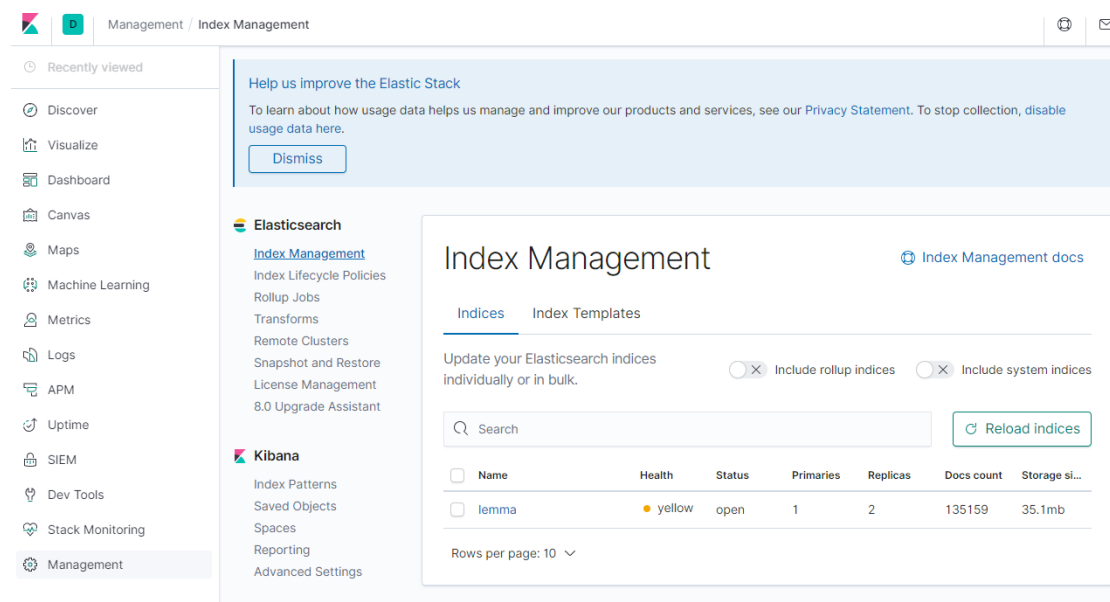 D Management / Index Management
Recently viewed
Discover
Visualize
Dashboard
Canvas
Maps
Machine Learning
Metrics
Logs
APM
Uptime
SIEM
Dev Tools
Stack Monitoring
Management
Help us improve the Elastic Stack
To learn about how usage data helps us manage and improve our products and services, see our Privacy Statement. To stop collection, disable
usage data here.
Dismiss
Elasticsearch
Index Management
Index Lifecycle Policies
Rollup Jobs
Transforms
Remote Clusters
Snapshot and Restore
License Management
8.0 Upgrade Assistant
Kibana
Index Patterns
Saved Objects
Spaces
Reporting
Advanced Settings
Index Management
Index Management docs
Indices Index Templates
Update your Elasticsearch indices
individually or in bulk.
Include rollup indices Include system indices
Search
Reload indices
Name Health Status Primaries Replicas Docs count Storage si...
lemma yellow open 1 2 135159 35.1mb
Rows per page: 10